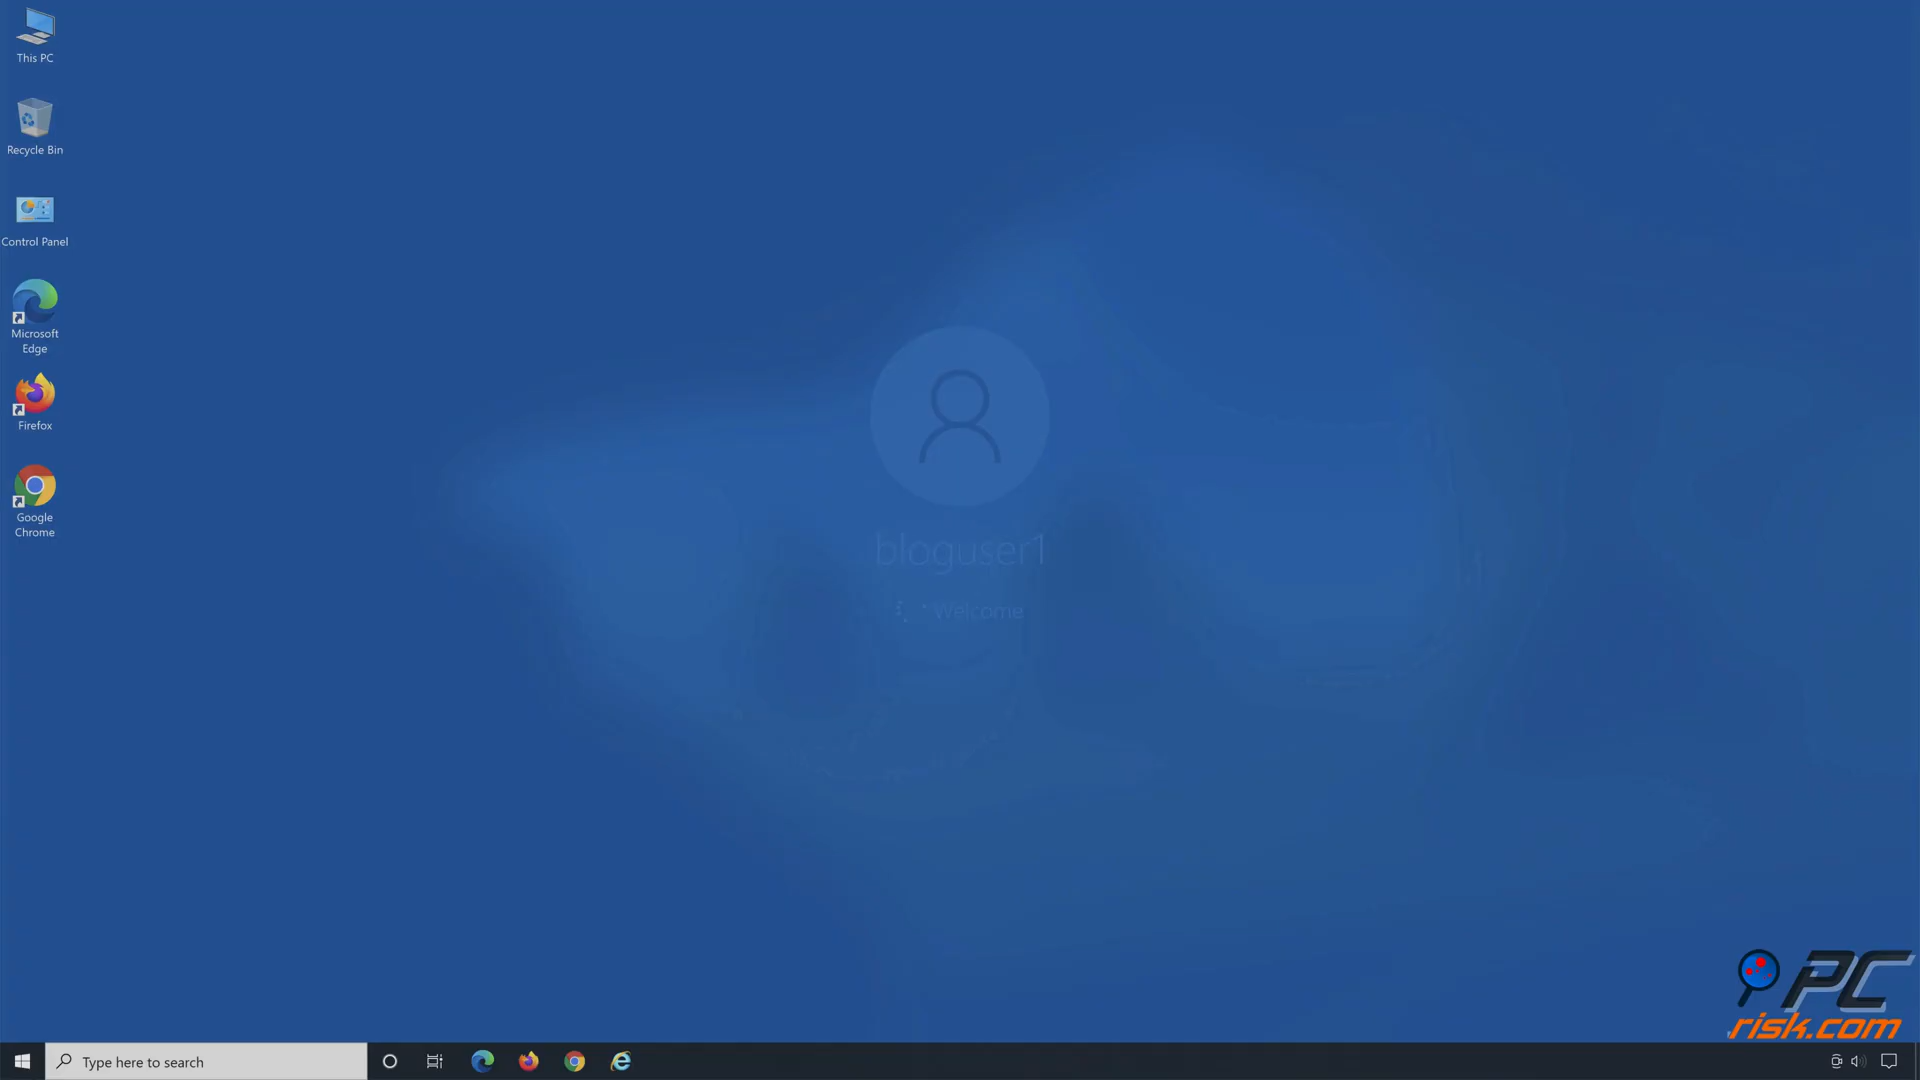 This PC
Recycle Bin
Control Panel
Microsoft
Edge
Firefox
Google
Chrome
bloguser1
Welcome
PC
risk.com
Type here to search